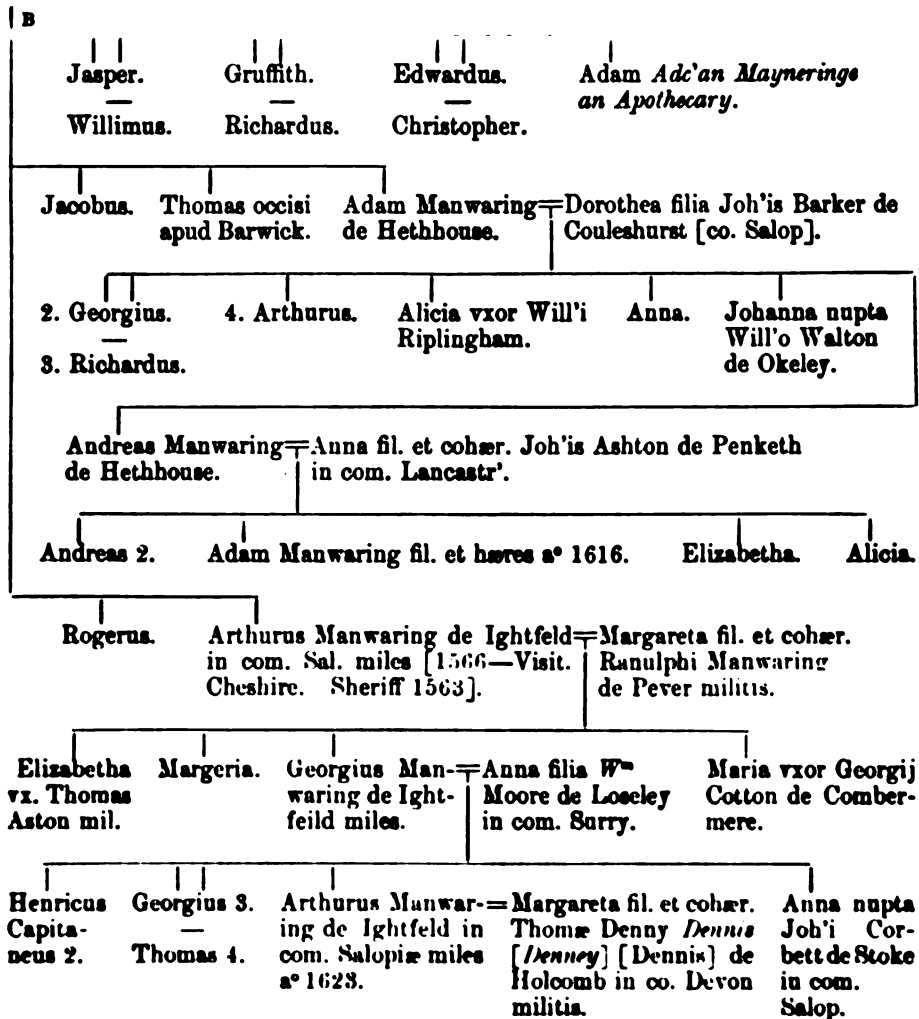 B
Jasper. Gruffith. Edwardus. Adam Adc'an Mayneringe
an Apothecary.
— — —
Willimus. Richardus. Christopher.
Jacobus. Thomas occisi Adam Manwaring=Dorothea filia Joh'is Barker de
apud Barwick. de Hethhouse. Couleshurst [co. Salop].
2. Georgius. 4. Arthurus. Alicia vxor Will'i Anna. Johanna nupta
— Riplingham. Will'o Walton
3. Richardus. de Okeley.
Andreas Manwaring=Anna fil. et cohær. Joh'is Ashton de Penketh
de Hethhouse. in com. Lancastr'.
Andreas 2. Adam Manwaring fil. et hæres aº 1616. Elizabetha. Alicia.
Rogerus. Arthurus Manwaring de Ightfeld=Margareta fil. et cohær.
in com. Sal. miles [1566—Visit. Ranulphi Manwaring
Cheshire. Sheriff 1563]. de Pever militis.
Elizabetha Margeria. Georgius Man-=Anna filia Wᵐ Maria vxor Georgij
vx. Thomas waring de Ight- Moore de Loseley Cotton de Comber-
Aston mil. feild miles. in com. Surry. mere.
Henricus Georgius 3. Arthurus Manwar-=Margareta fil. et cohær. Anna nupta
Capita- — ing de Ightfeld in Thomæ Denny Dennis Joh'i Cor-
neus 2. Thomas 4. com. Salopiæ miles [Denney] [Dennis] de bett de Stoke
aº 1623. Holcomb in co. Devon in com.
militis. Salop.